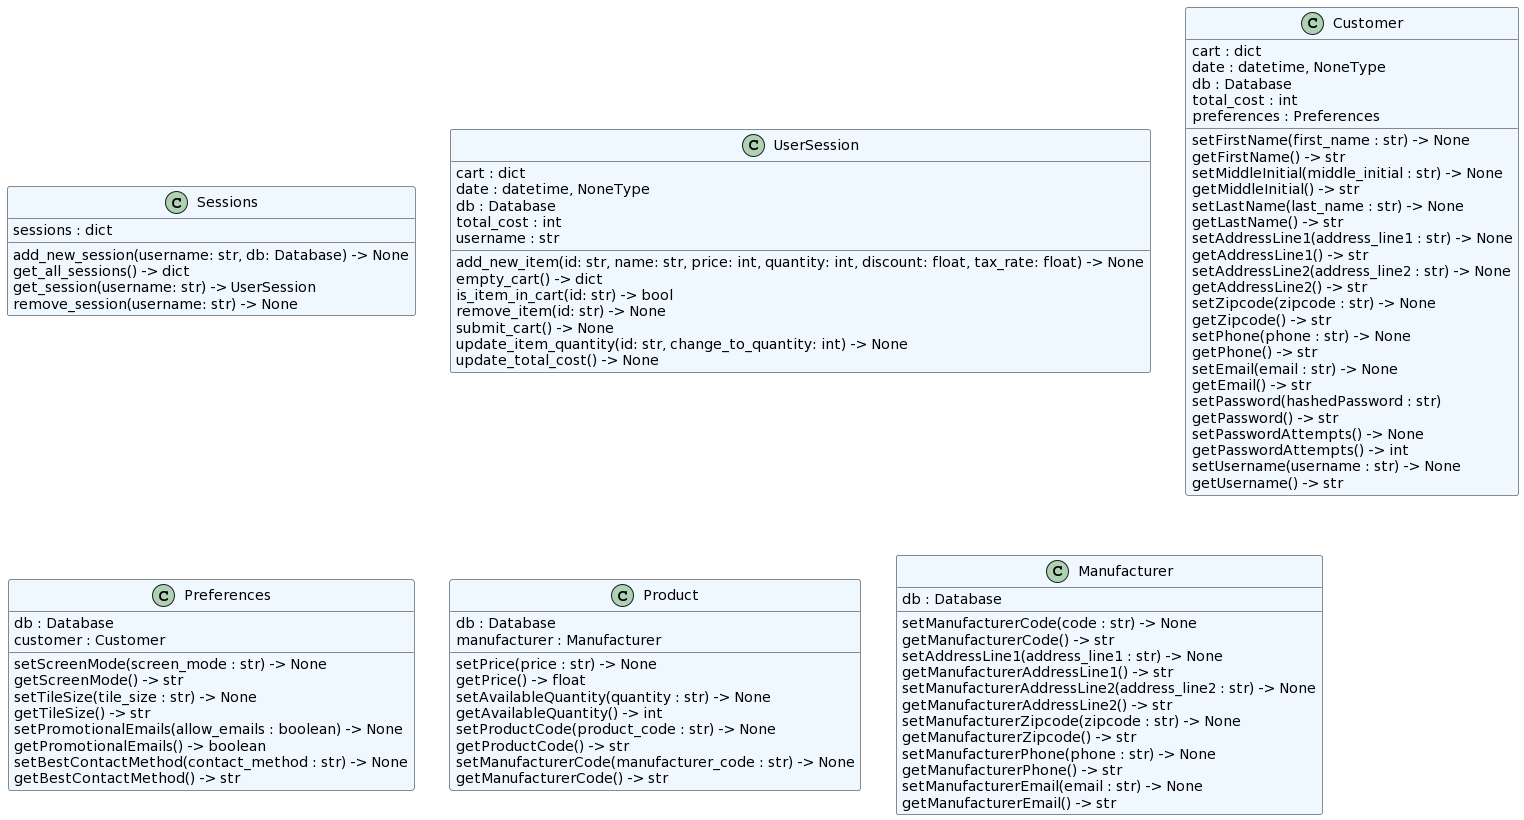 C Sessions
sessions : dict
add_new_session(username: str, db: Database) -> None
get_all_sessions() -> dict
get_session(username: str) -> UserSession
remove_session(username: str) -> None
C UserSession
cart : dict
date : datetime, NoneType
db : Database
total_cost : int
username : str
add_new_item(id: str, name: str, price: int, quantity: int, discount: float, tax_rate: float) -> None
empty_cart() -> dict
is_item_in_cart(id: str) -> bool
remove_item(id: str) -> None
submit_cart() -> None
update_item_quantity(id: str, change_to_quantity: int) -> None
update_total_cost() -> None
C Customer
cart : dict
date : datetime, NoneType
db : Database
total_cost : int
preferences : Preferences
setFirstName(first_name : str) -> None
getFirstName() -> str
setMiddleInitial(middle_initial : str) -> None
getMiddleInitial() -> str
setLastName(last_name : str) -> None
getLastName() -> str
setAddressLine1(address_line1 : str) -> None
getAddressLine1() -> str
setAddressLine2(address_line2 : str) -> None
getAddressLine2() -> str
setZipcode(zipcode : str) -> None
getZipcode() -> str
setPhone(phone : str) -> None
getPhone() -> str
setEmail(email : str) -> None
getEmail() -> str
setPassword(hashedPassword : str)
getPassword() -> str
setPasswordAttempts() -> None
getPasswordAttempts() -> int
setUsername(username : str) -> None
getUsername() -> str
C Preferences
db : Database
customer : Customer
setScreenMode(screen_mode : str) -> None
getScreenMode() -> str
setTileSize(tile_size : str) -> None
getTileSize() -> str
setPromotionalEmails(allow_emails : boolean) -> None
getPromotionalEmails() -> boolean
setBestContactMethod(contact_method : str) -> None
getBestContactMethod() -> str
C Product
db : Database
manufacturer : Manufacturer
setPrice(price : str) -> None
getPrice() -> float
setAvailableQuantity(quantity : str) -> None
getAvailableQuantity() -> int
setProductCode(product_code : str) -> None
getProductCode() -> str
setManufacturerCode(manufacturer_code : str) -> None
getManufacturerCode() -> str
C Manufacturer
db : Database
setManufacturerCode(code : str) -> None
getManufacturerCode() -> str
setAddressLine1(address_line1 : str) -> None
getManufacturerAddressLine1() -> str
setManufacturerAddressLine2(address_line2 : str) -> None
getManufacturerAddressLine2() -> str
setManufacturerZipcode(zipcode : str) -> None
getManufacturerZipcode() -> str
setManufacturerPhone(phone : str) -> None
getManufacturerPhone() -> str
setManufacturerEmail(email : str) -> None
getManufacturerEmail() -> str